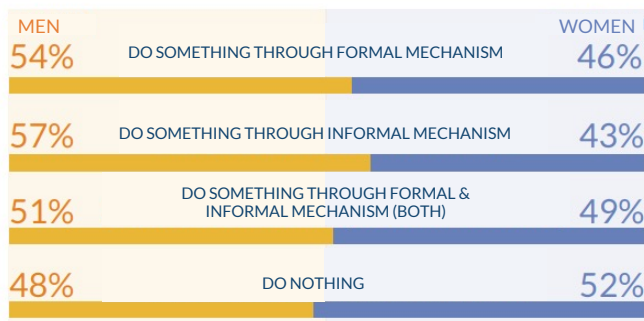 MEN WOMEN
54% DO SOMETHING THROUGH FORMAL MECHANISM 46%
57% DO SOMETHING THROUGH INFORMAL MECHANISM 43%
DO SOMETHING THROUGH FORMAL &
51% INFORMAL MECHANISM (BOTH) 49%
48% DO NOTHING 52%